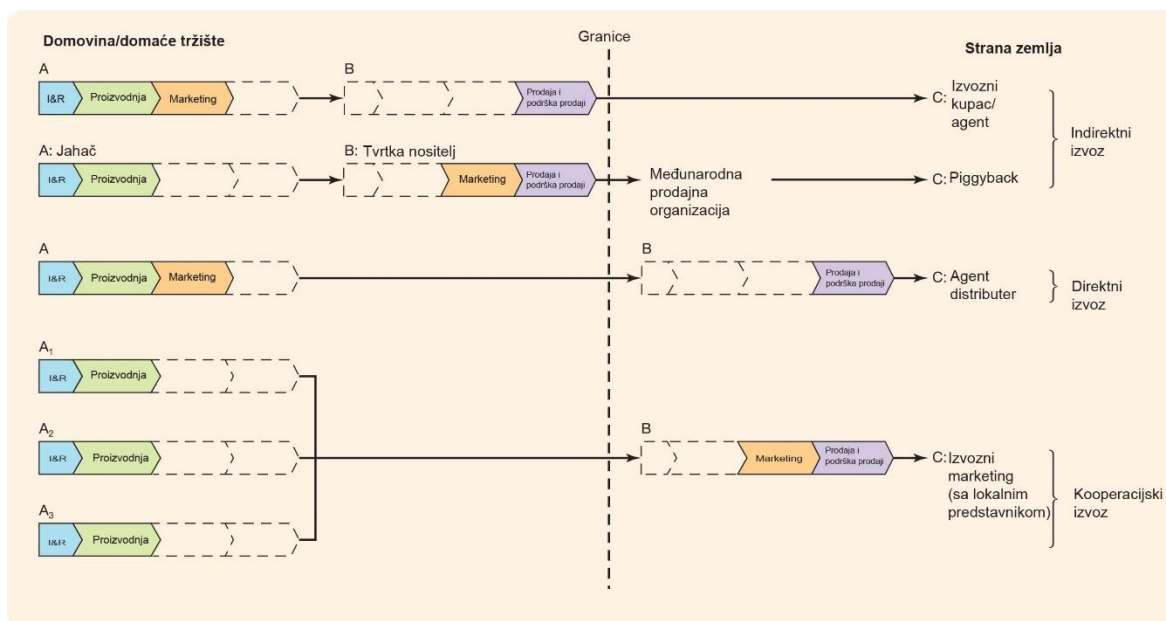 Domovina/domaće tržište
Granice
Strana zemlja
A
I&R
Proizvodnja
Marketing
B
Prodaja i
podrška prodaji
C: Izvozni
kupac/
agent
Indirektni
izvoz
A: Jahač
I&R
Proizvodnja
B: Tvrtka nositelj
Marketing
Prodaja i
podrška prodaji
Međunarodna
prodajna
organizacija
C: Piggyback
A
I&R
Proizvodnja
Marketing
B
Prodaja i
podrška prodaji
C: Agent
distributer
Direktni
izvoz
A1
I&R
Proizvodnja
A2
I&R
Proizvodnja
B
Marketing
Prodaja i
podrška prodaji
C: Izvozni
marketing
(sa lokalnim
predstavnikom)
Kooperacijski
izvoz
A3
I&R
Proizvodnja